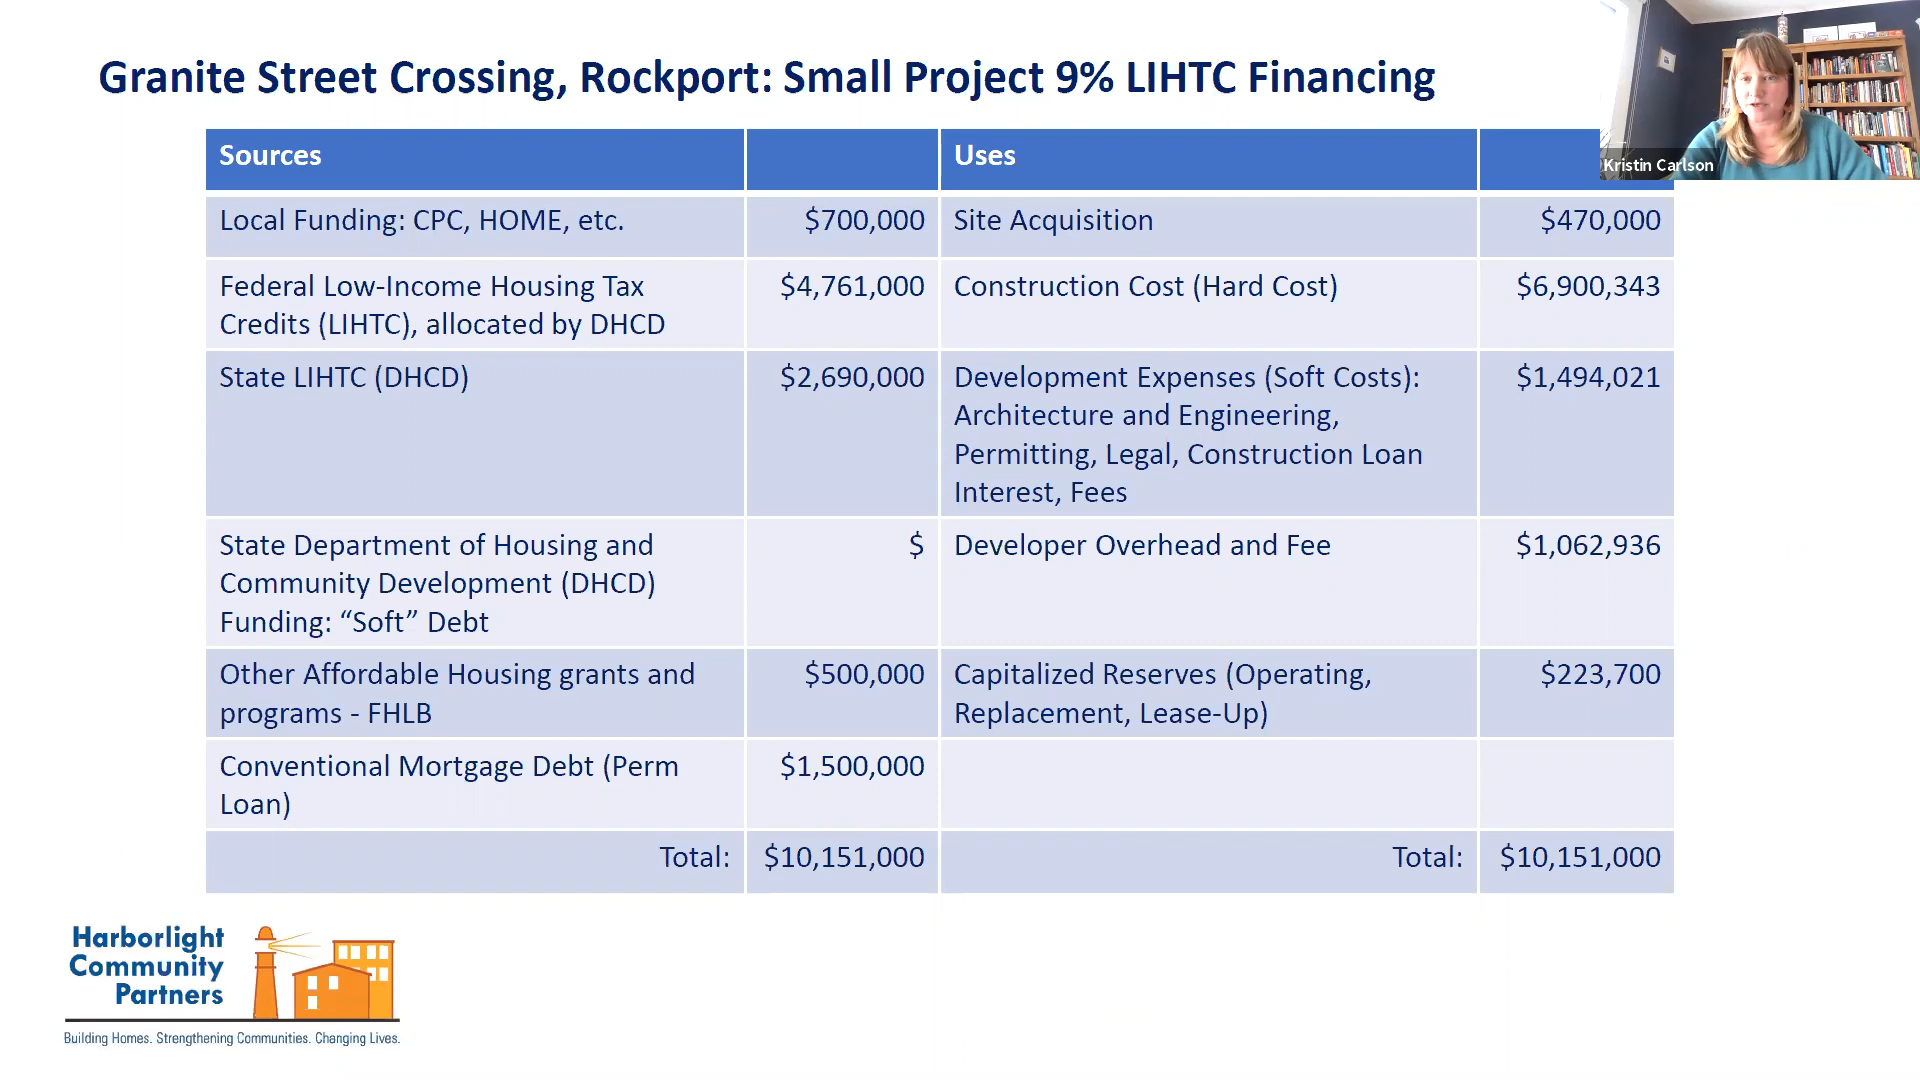 Granite Street Crossing, Rockport: Small Project 9% LIHTC Financing
Kristin Carlson
Sources
Uses
Local Funding: CPC, HOME, etc.
$700,000
Site Acquisition
$470,000
Federal Low-Income Housing Tax
Credits (LIHTC), allocated by DHCD
$4,761,000
Construction Cost (Hard Cost)
$6,900,343
State LIHTC (DHCD)
$2,690,000
Development Expenses (Soft Costs):
Architecture and Engineering,
Permitting, Legal, Construction Loan
Interest, Fees
$1,494,021
State Department of Housing and
Community Development (DHCD)
Funding: “Soft” Debt
$
Developer Overhead and Fee
$1,062,936
Other Affordable Housing grants and
programs - FHLB
$500,000
Capitalized Reserves (Operating,
Replacement, Lease-Up)
$223,700
Conventional Mortgage Debt (Perm
Loan)
$1,500,000
Total:
$10,151,000
Total:
$10,151,000
Harborlight
Community
Partners
Building Homes. Strengthening Communities. Changing Lives.